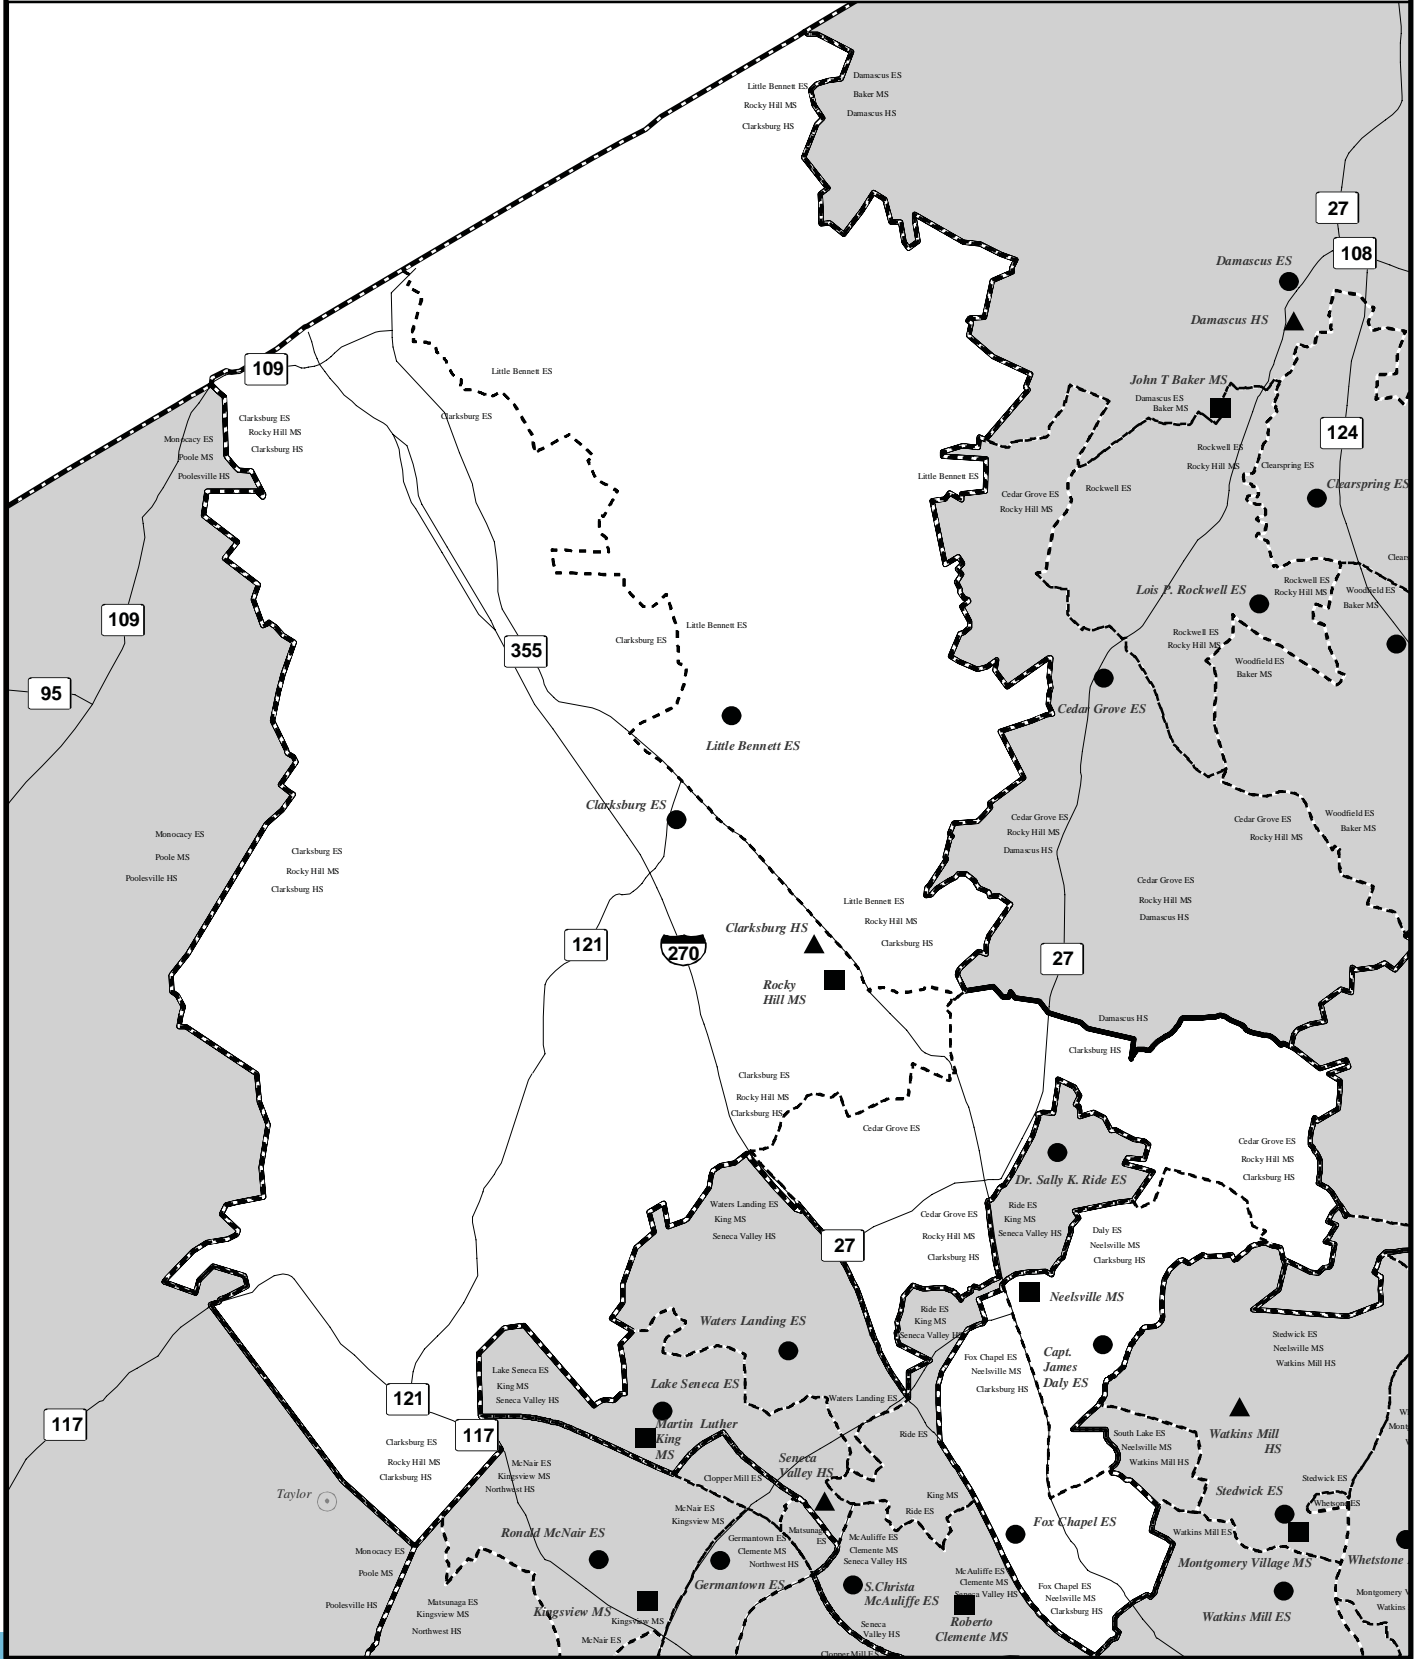 Little Bennett ES
Rocky Hill MS
Clarksburg HS
Damascus ES
Baker MS
Damascus HS
27
108
Damascus ES
Damascus HS
109
Little Bennett ES
Clarksburg ES
John T Baker MS
Damascus ES
Baker MS
Clarksburg ES
Rocky Hill MS
Clarksburg HS
Monocacy ES
Poole MS
Poolesville HS
124
Rockwell ES
Rocky Hill MS
Clearspring ES
Clearspring ES
Little Bennett ES
Cedar Grove ES
Rocky Hill MS
Rockwell ES
Lois P. Rockwell ES
Rockwell ES
Rocky Hill MS
Woodfield ES
Baker MS
109
355
Clarksburg ES
Little Bennett ES
Rockwell ES
Rocky Hill MS
Woodfield ES
Baker MS
95
Cedar Grove ES
Little Bennett ES
Clarksburg ES
Monocacy ES
Poole MS
Poolesville HS
Clarksburg ES
Rocky Hill MS
Clarksburg HS
Cedar Grove ES
Rocky Hill MS
Damascus HS
Cedar Grove ES
Rocky Hill MS
Woodfield ES
Baker MS
Cedar Grove ES
Rocky Hill MS
Damascus HS
Little Bennett ES
Rocky Hill MS
Clarksburg HS
Clarksburg HS
121
270
27
Rocky
Hill MS
Damascus HS
Clarksburg HS
Clarksburg ES
Rocky Hill MS
Clarksburg HS
Cedar Grove ES
Cedar Grove ES
Rocky Hill MS
Clarksburg HS
Dr. Sally K. Ride ES
Ride ES
King MS
Seneca Valley HS
Waters Landing ES
King MS
Seneca Valley HS
27
Cedar Grove ES
Rocky Hill MS
Clarksburg HS
Daly ES
Neelsville MS
Clarksburg HS
Neelsville MS
Ride ES
King MS
Seneca Valley HS
Waters Landing ES
Stedwick ES
Neelsville MS
Watkins Mill HS
Fox Chapel ES
Neelsville MS
Clarksburg HS
Capt.
James
Daly ES
Lake Seneca ES
King MS
Seneca Valley HS
Lake Seneca ES
Waters Landing ES
121
117
117
Martin Luther
King
MS
Ride ES
South Lake ES
Neelsville MS
Watkins Mill HS
Watkins Mill
HS
Clarksburg ES
Rocky Hill MS
Clarksburg HS
McNair ES
Kingsview MS
Northwest HS
Seneca
Valley HS
Clopper Mill ES
Taylor
Stedwick ES
Stedwick ES
Whetstone ES
McNair ES
Kingsview MS
King MS
Ride ES
Fox Chapel ES
Matsunaga
ES
Ronald McNair ES
Germantown ES
Clemente MS
Northwest HS
McAuliffe ES
Clemente MS
Seneca Valley HS
Watkins Mill ES
Montgomery Village MS
Whetstone
Monocacy ES
Poole MS
Poolesville HS
Germantown ES
S.Christa
McAuliffe ES
McAuliffe ES
Clemente MS
Seneca Valley HS
Fox Chapel ES
Neelsville MS
Clarksburg HS
Montgomery V
Watkins
Watkins Mill ES
Matsunaga ES
Kingsview MS
Northwest HS
Kingsview MS
Kingsview MS
McNair ES
Seneca
Valley HS
Roberto
Clemente MS
Clopper Mill ES